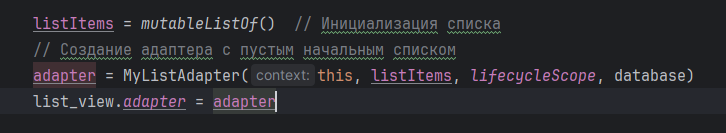 listItems = mutableListOf()  // Инициализация списка
// Создание адаптера с пустым начальным списком
adapter = MyListAdapter( context: this, listItems, lifecycleScope, database)
list_view.adapter = adapter